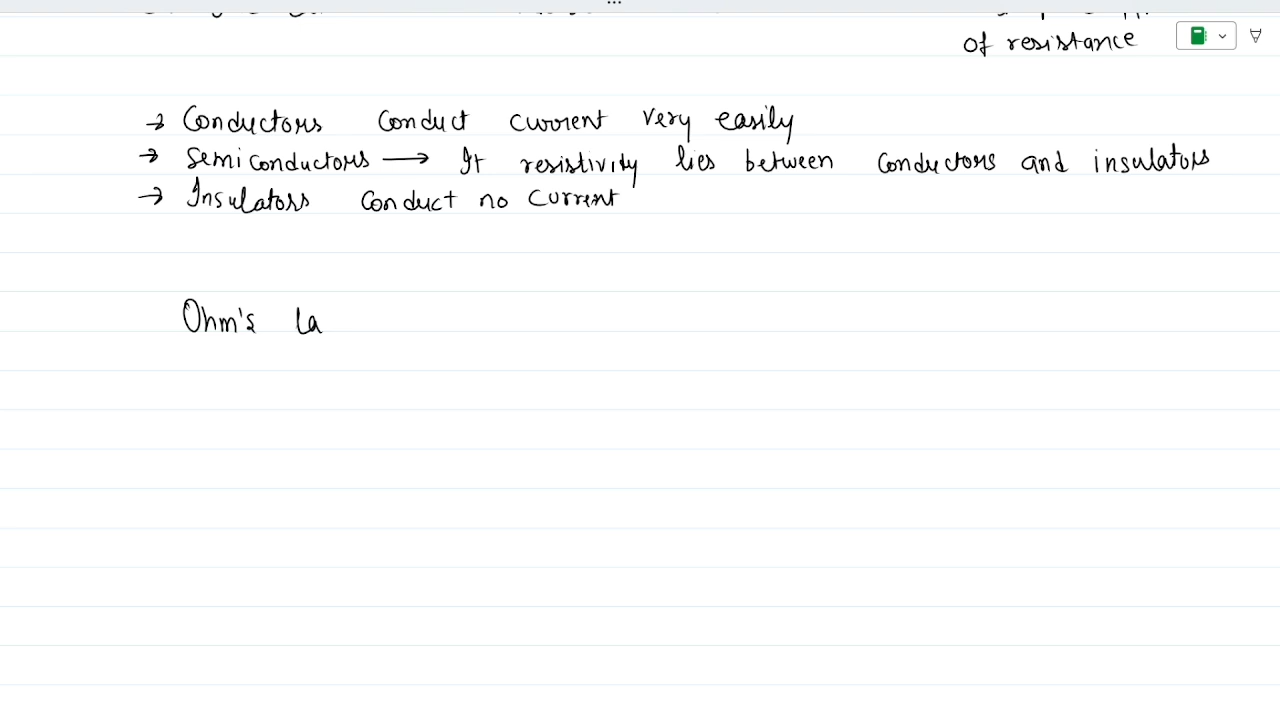 of resistance
→ Conductors conduct current very easily
→ Semiconductors → It resistivity lies between conductors and insulators
→ Insulators conduct no current
Ohm's la